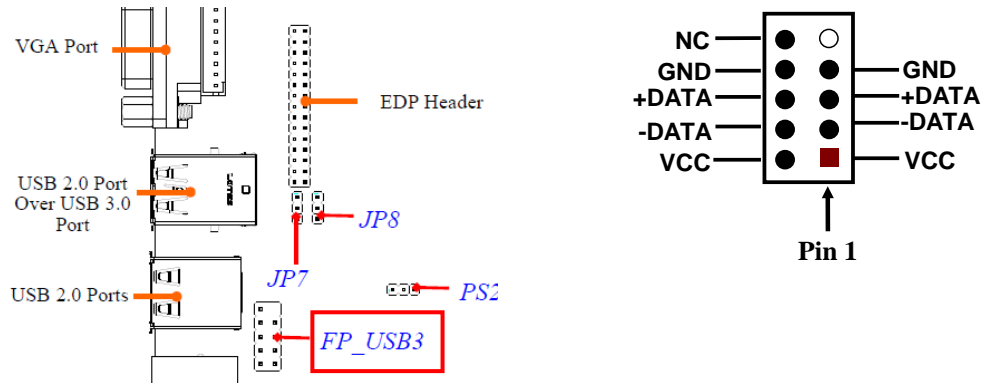 VGA Port
EDP Header
USB 2.0 Port
Over USB 3.0
Port
JP8
JP7
USB 2.0 Ports
PS2
FP_USB3
NC
GND
GND
+DATA
+DATA
-DATA
-DATA
VCC
VCC
Pin 1